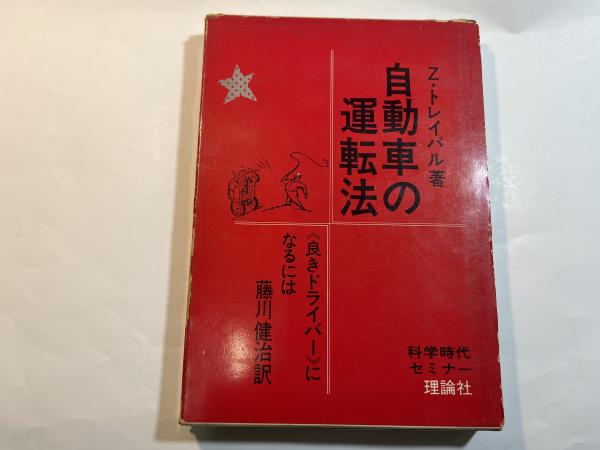 Z・トレイバル著
自動車の
運転法
《良きドライバー》に
なるには
藤川健治訳
科学時代
セミナー
理論社